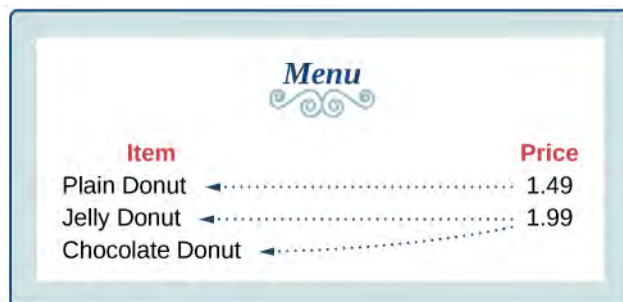 Menu
Item Price
Plain Donut 1.49
Jelly Donut 1.99
Chocolate Donut